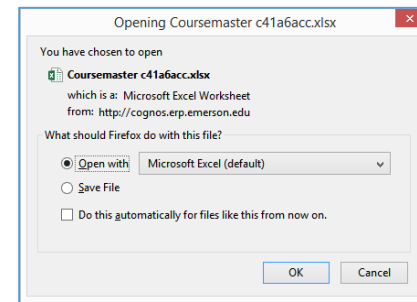 Opening Coursemaster c41a6acc.xlsx
You have chosen to open
Coursemaster c41a6acc.xlsx
which is a: Microsoft Excel Worksheet
from: http://cognos.erp.emerson.edu
What should Firefox do with this file?
Open with Microsoft Excel (default)
Save File
Do this automatically for files like this from now on.
OK Cancel